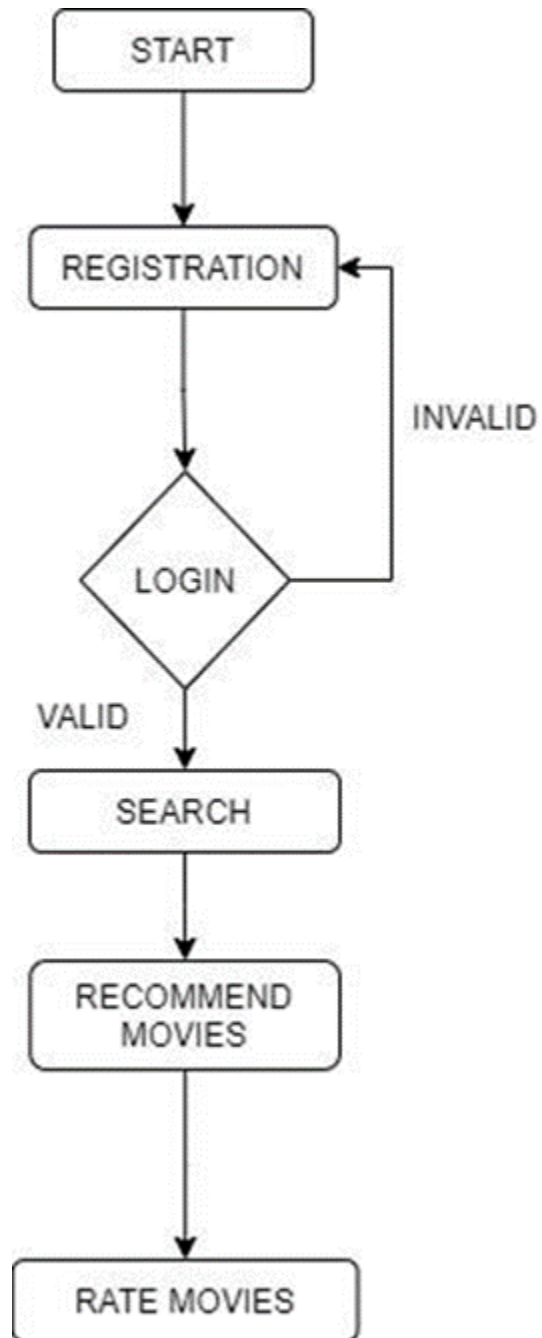 START
REGISTRATION
INVALID
LOGIN
VALID
SEARCH
RECOMMEND
MOVIES
RATE MOVIES